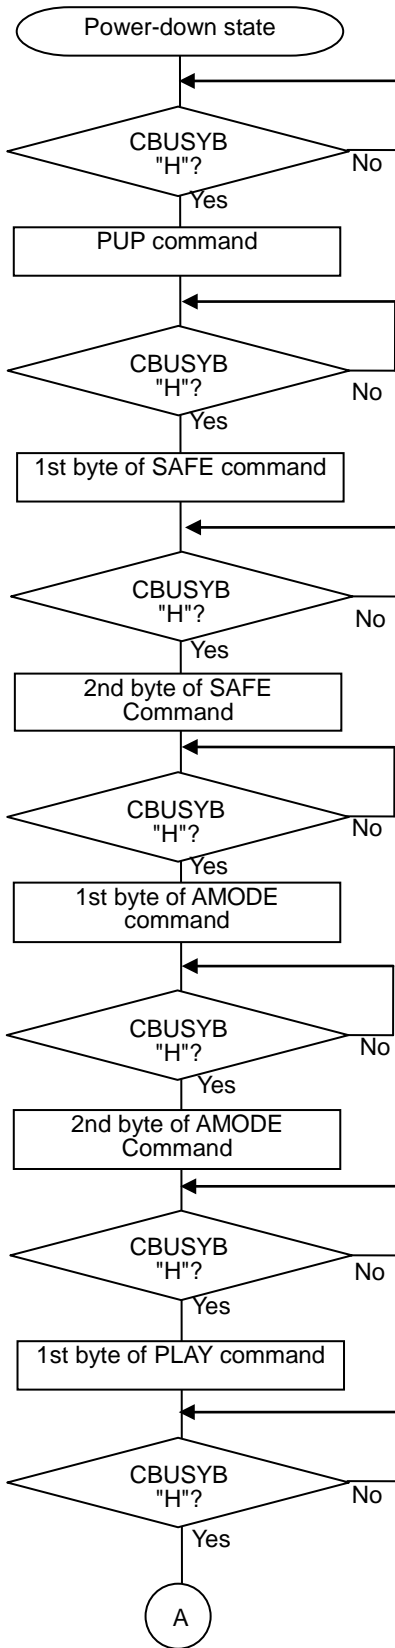 Power-down state
CBUSYB
"H"?
No
Yes
PUP command
CBUSYB
"H"?
No
Yes
1st byte of SAFE command
CBUSYB
"H"?
No
Yes
2nd byte of SAFE
Command
CBUSYB
"H"?
No
Yes
1st byte of AMODE
command
CBUSYB
"H"?
No
Yes
2nd byte of AMODE
Command
CBUSYB
"H"?
No
Yes
1st byte of PLAY command
CBUSYB
"H"?
No
Yes
A